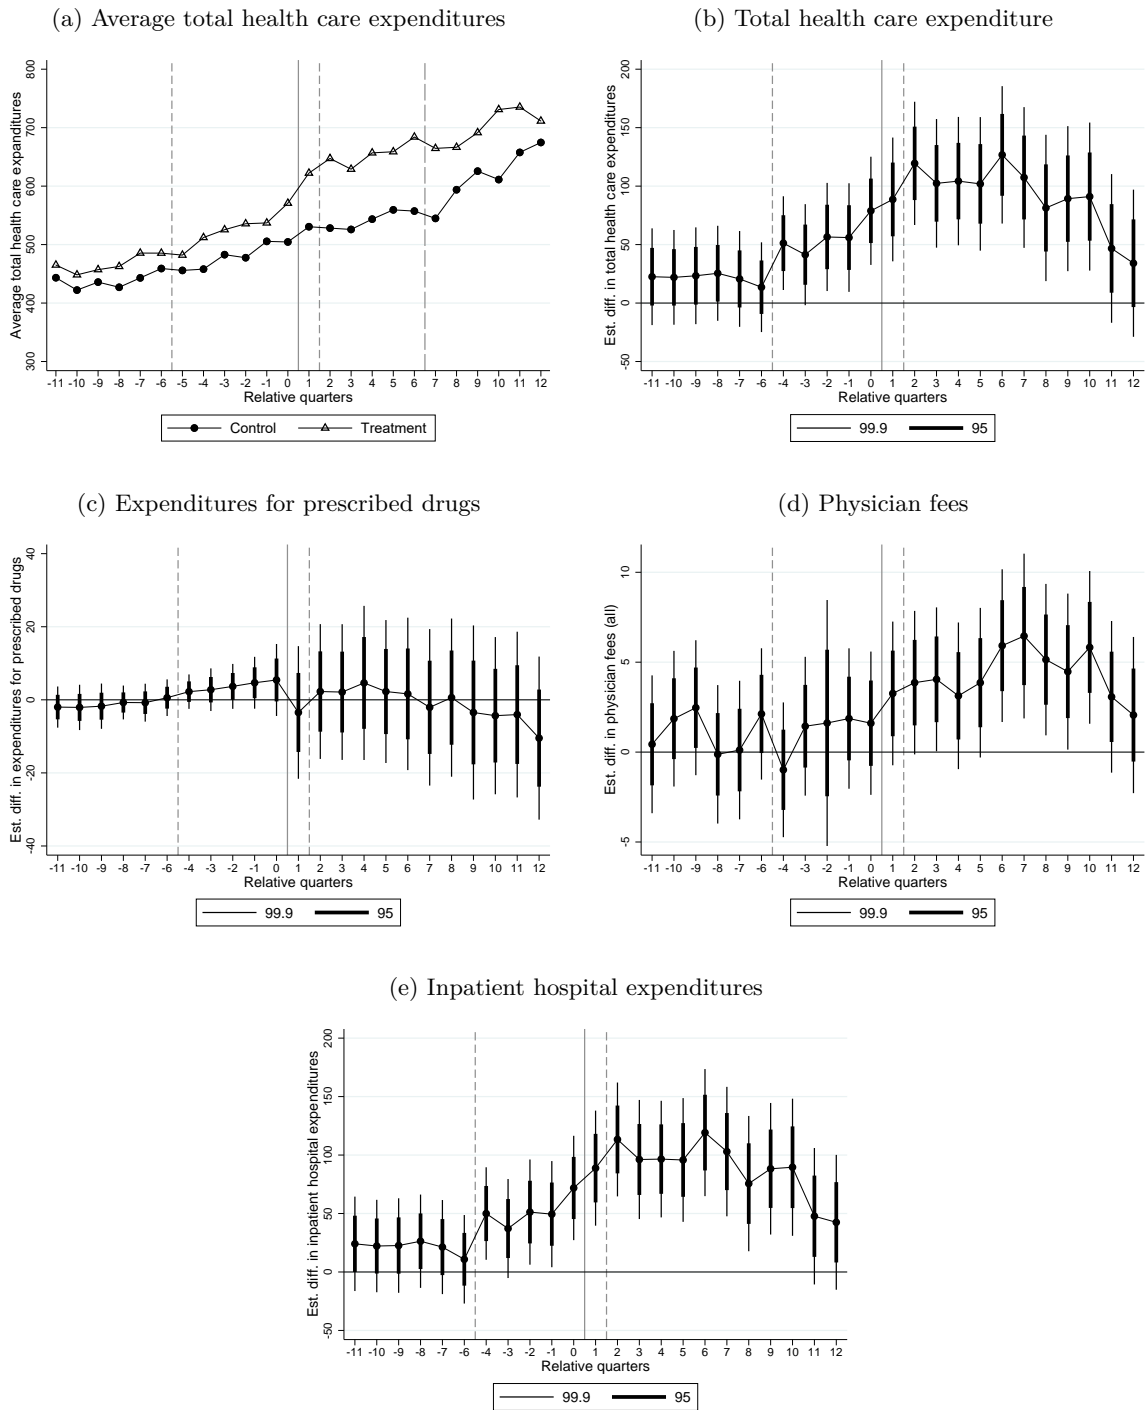 (a) Average total health care expenditures
Average total health care expanditures
800
700
600
500
400
300
-11 -10 -9 -8 -7 -6 -5 -4 -3 -2 -1 0 1 2 3 4 5 6 7 8 9 10 11 12
Relative quarters
Control Treatment
(b) Total health care expenditure
Est. diff. in total health care expenditures
200
150
100
50
0
-50
-11 -10 -9 -8 -7 -6 -4 -3 -2 -1 0 1 2 3 4 5 6 7 8 9 10 11 12
Relative quarters
99.9 95
(c) Expenditures for prescribed drugs
Est. diff. in expenditures for prescribed drugs
40
20
0
-20
-40
-11 -10 -9 -8 -7 -6 -4 -3 -2 -1 0 1 2 3 4 5 6 7 8 9 10 11 12
Relative quarters
99.9 95
(d) Physician fees
Est. diff. in physician fees (all)
10
5
0
-5
-11 -10 -9 -8 -7 -6 -4 -3 -2 -1 0 1 2 3 4 5 6 7 8 9 10 11 12
Relative quarters
99.9 95
(e) Inpatient hospital expenditures
Est. diff. in inpatient hospital expenditures
200
150
100
50
0
-50
-11 -10 -9 -8 -7 -6 -4 -3 -2 -1 0 1 2 3 4 5 6 7 8 9 10 11 12
Relative quarters
99.9 95